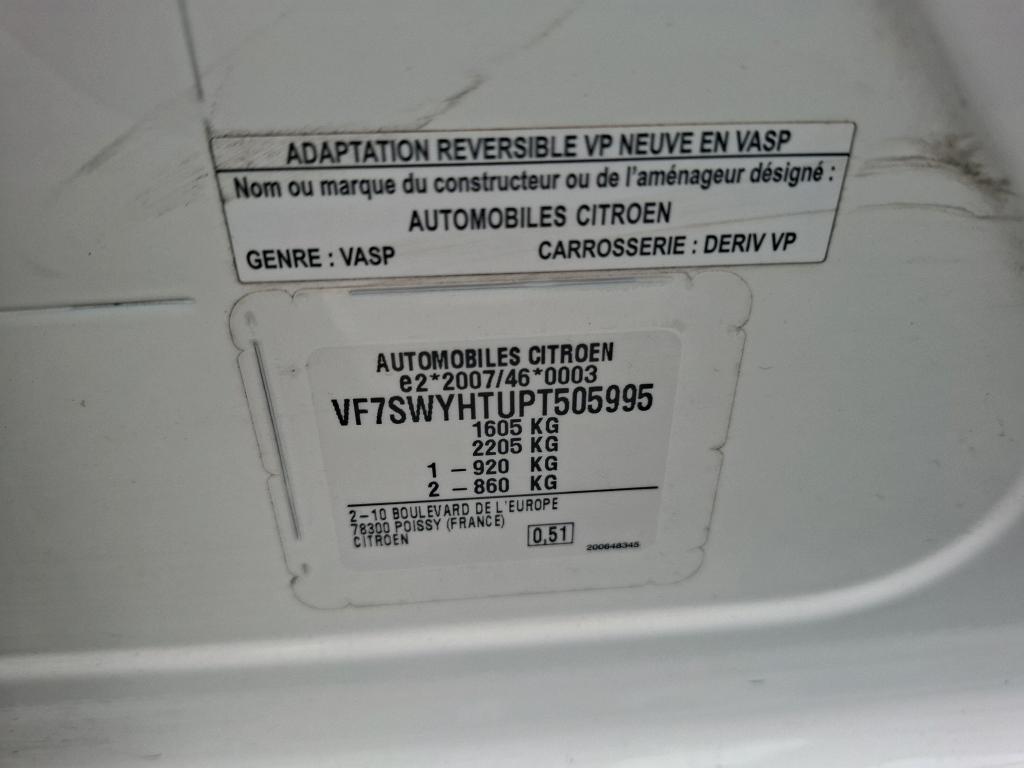 ADAPTATION REVERSIBLE VP NEUVE EN VASP
Nom ou marque du constructeur ou de l'aménageur désigné :
AUTOMOBILES CITROEN
GENRE : VASP CARROSSERIE : DERIV VP
AUTOMOBILES CITROEN
e2*2007/46*0003
VF7SWYHTUPT505995
1605 KG
2205 KG
1 – 920 KG
2 – 860 KG
2–10 BOULEVARD DE L'EUROPE
78300 POISSY (FRANCE)
CITROEN
0,51
200648345